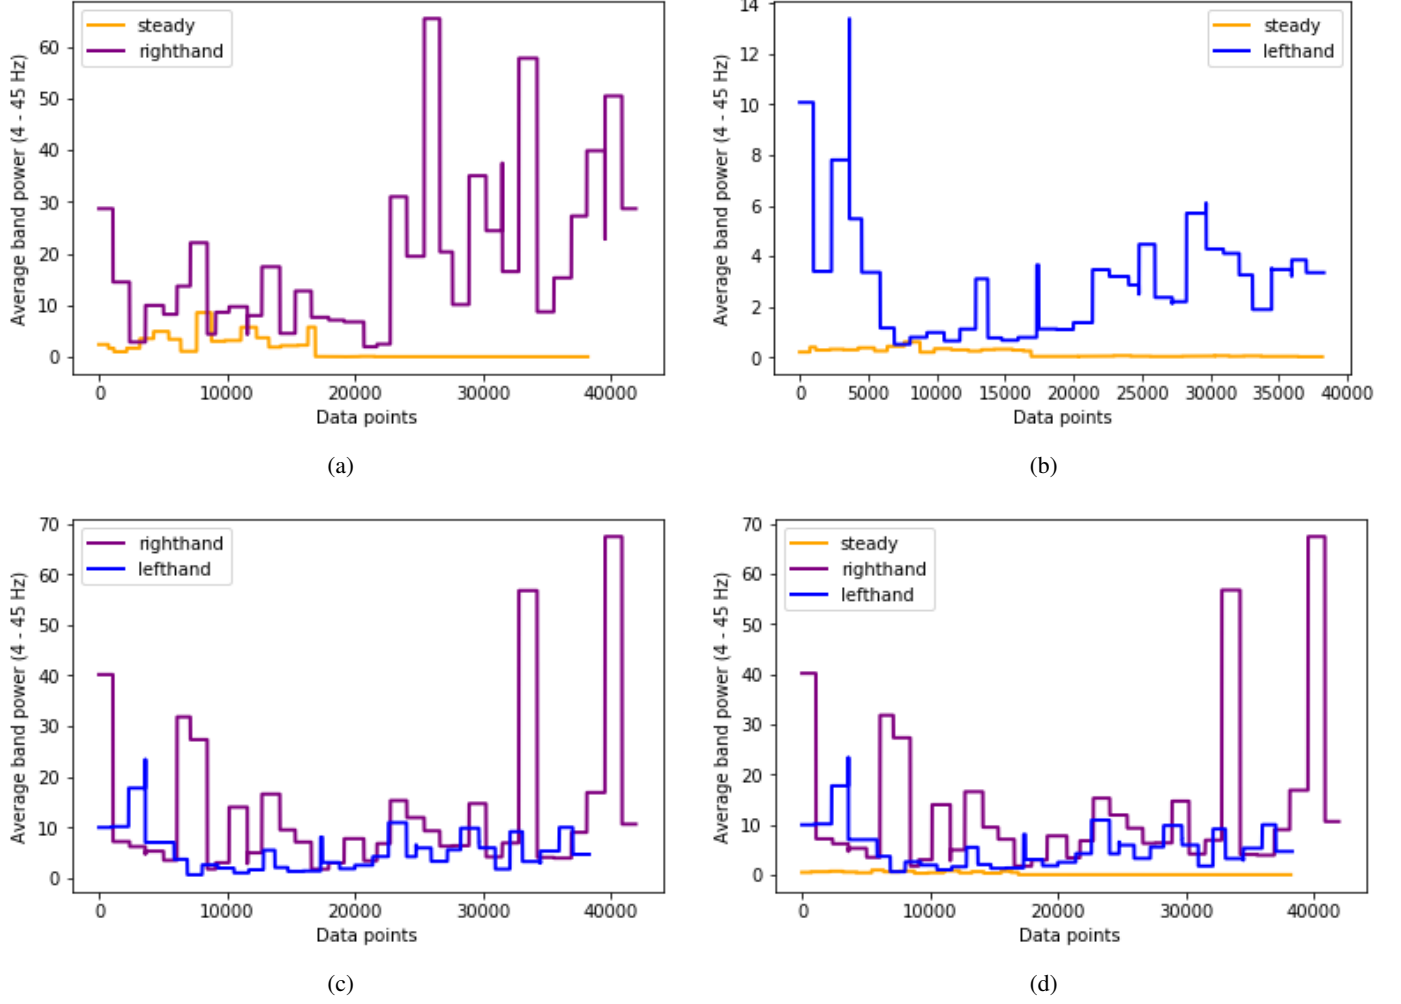 steady
righthand
Average band power (4 - 45 Hz)
60
50
40
30
20
10
0
0 10000 20000 30000 40000
Data points
(a)
steady
lefthand
Average band power (4 - 45 Hz)
14
12
10
8
6
4
2
0
0 5000 10000 15000 20000 25000 30000 35000 40000
Data points
(b)
righthand
lefthand
Average band power (4 - 45 Hz)
70
60
50
40
30
20
10
0
0 10000 20000 30000 40000
Data points
(c)
steady
righthand
lefthand
Average band power (4 - 45 Hz)
70
60
50
40
30
20
10
0
0 10000 20000 30000 40000
Data points
(d)